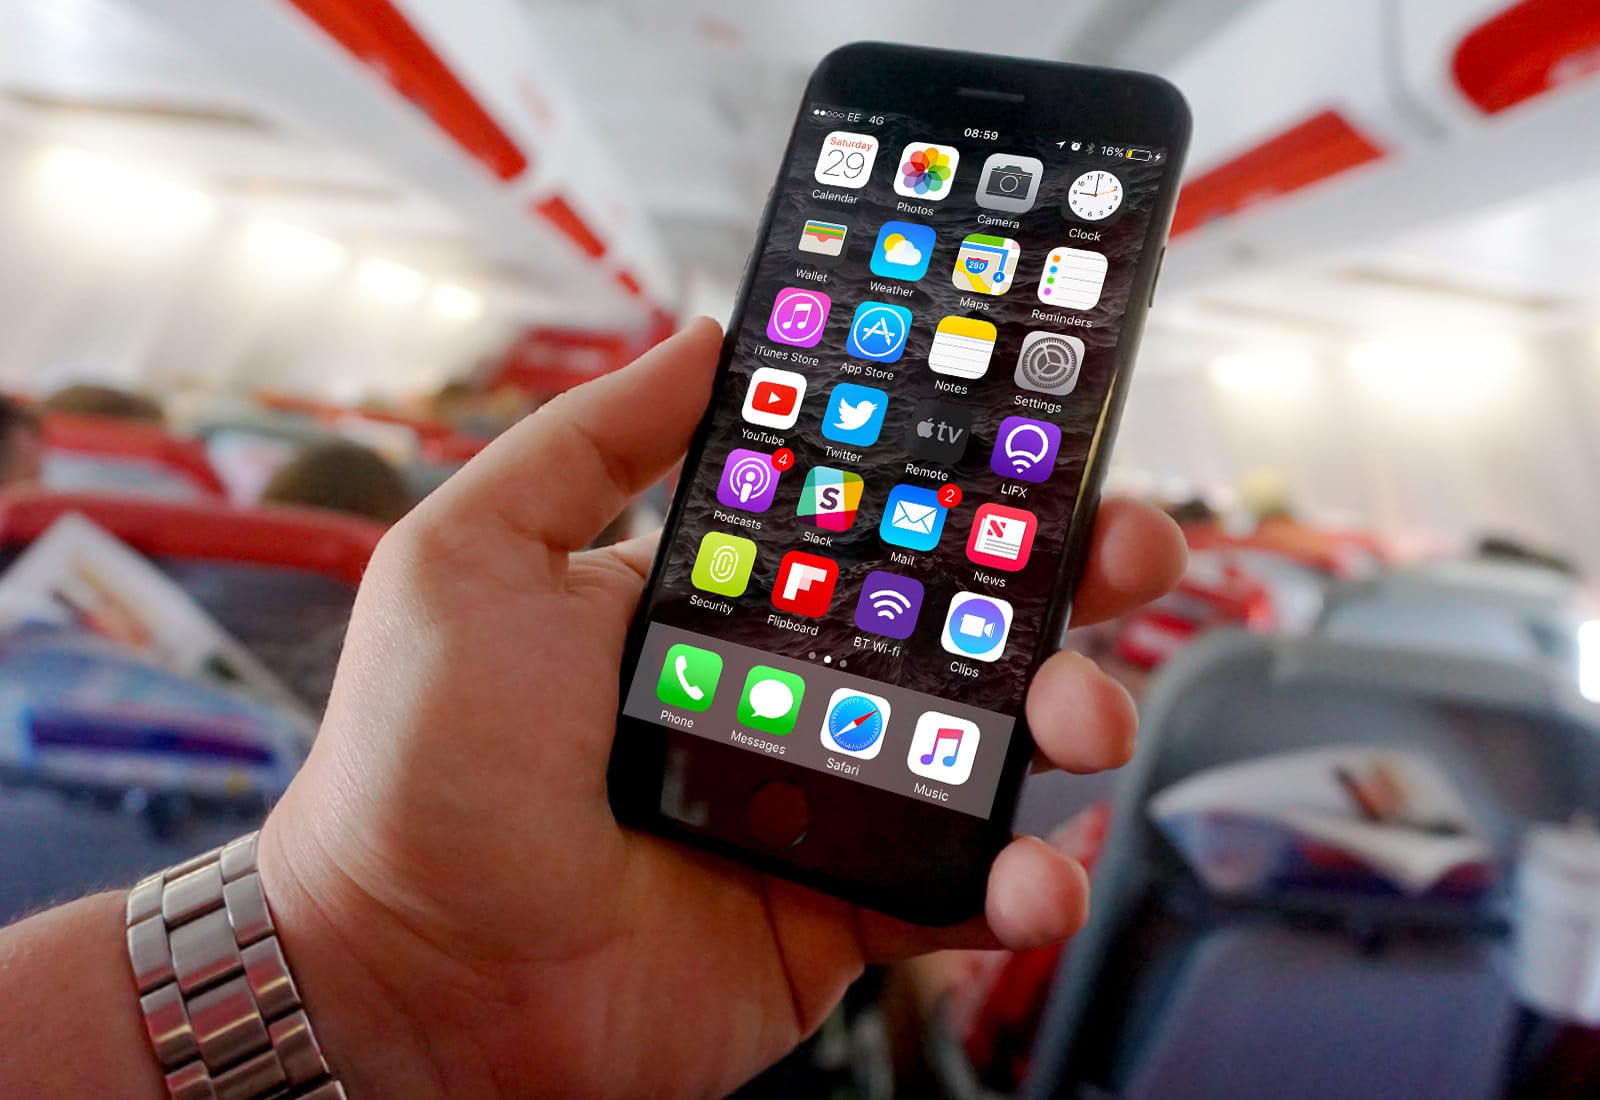 EE 4G 08:59 16%
Saturday
29
Calendar Photos Camera Clock
280
Wallet Weather Maps Reminders
iTunes Store App Store Notes Settings
tv
YouTube Twitter Remote LIFX
4
2
S
N
Podcasts Slack Mail News
Security Flipboard BT Wi-fi Clips
Phone Messages Safari Music